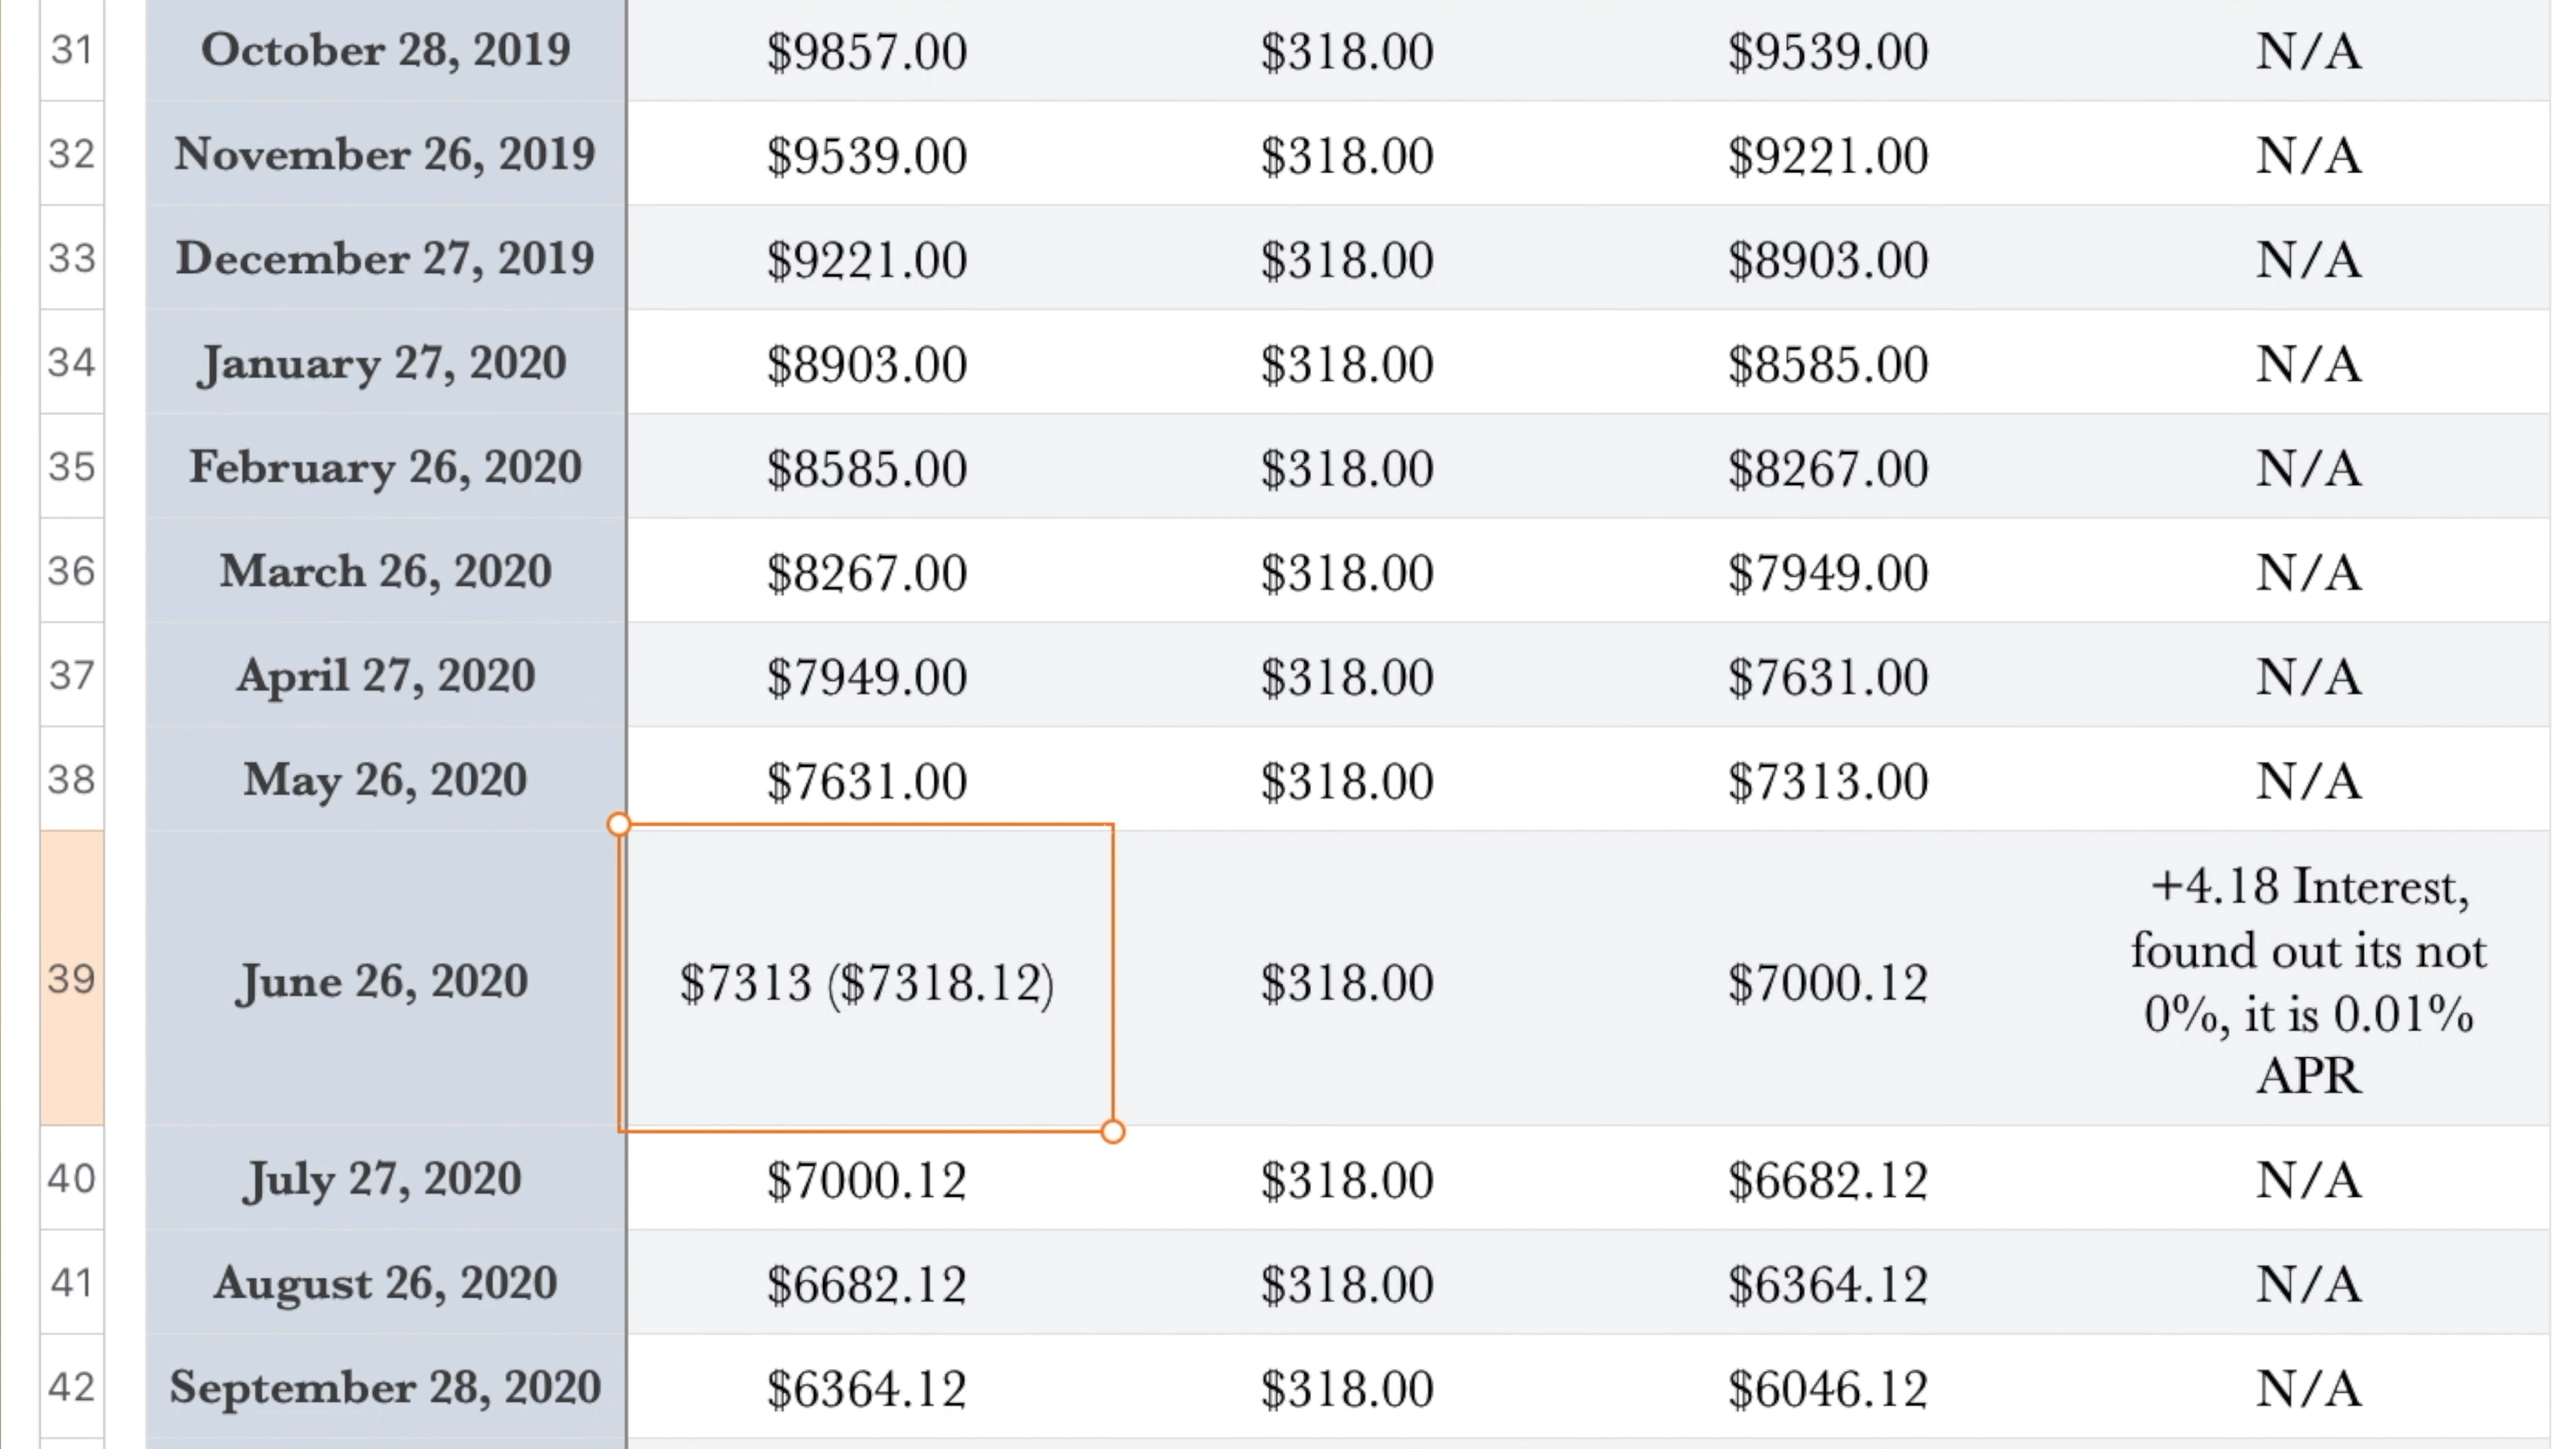 31 October 28, 2019 $9857.00 $318.00 $9539.00 N/A
32 November 26, 2019 $9539.00 $318.00 $9221.00 N/A
33 December 27, 2019 $9221.00 $318.00 $8903.00 N/A
34 January 27, 2020 $8903.00 $318.00 $8585.00 N/A
35 February 26, 2020 $8585.00 $318.00 $8267.00 N/A
36 March 26, 2020 $8267.00 $318.00 $7949.00 N/A
37 April 27, 2020 $7949.00 $318.00 $7631.00 N/A
38 May 26, 2020 $7631.00 $318.00 $7313.00 N/A
39 June 26, 2020 $7313 ($7318.12) $318.00 $7000.12
+4.18 Interest,
found out its not
0%, it is 0.01%
APR
40 July 27, 2020 $7000.12 $318.00 $6682.12 N/A
41 August 26, 2020 $6682.12 $318.00 $6364.12 N/A
42 September 28, 2020 $6364.12 $318.00 $6046.12 N/A